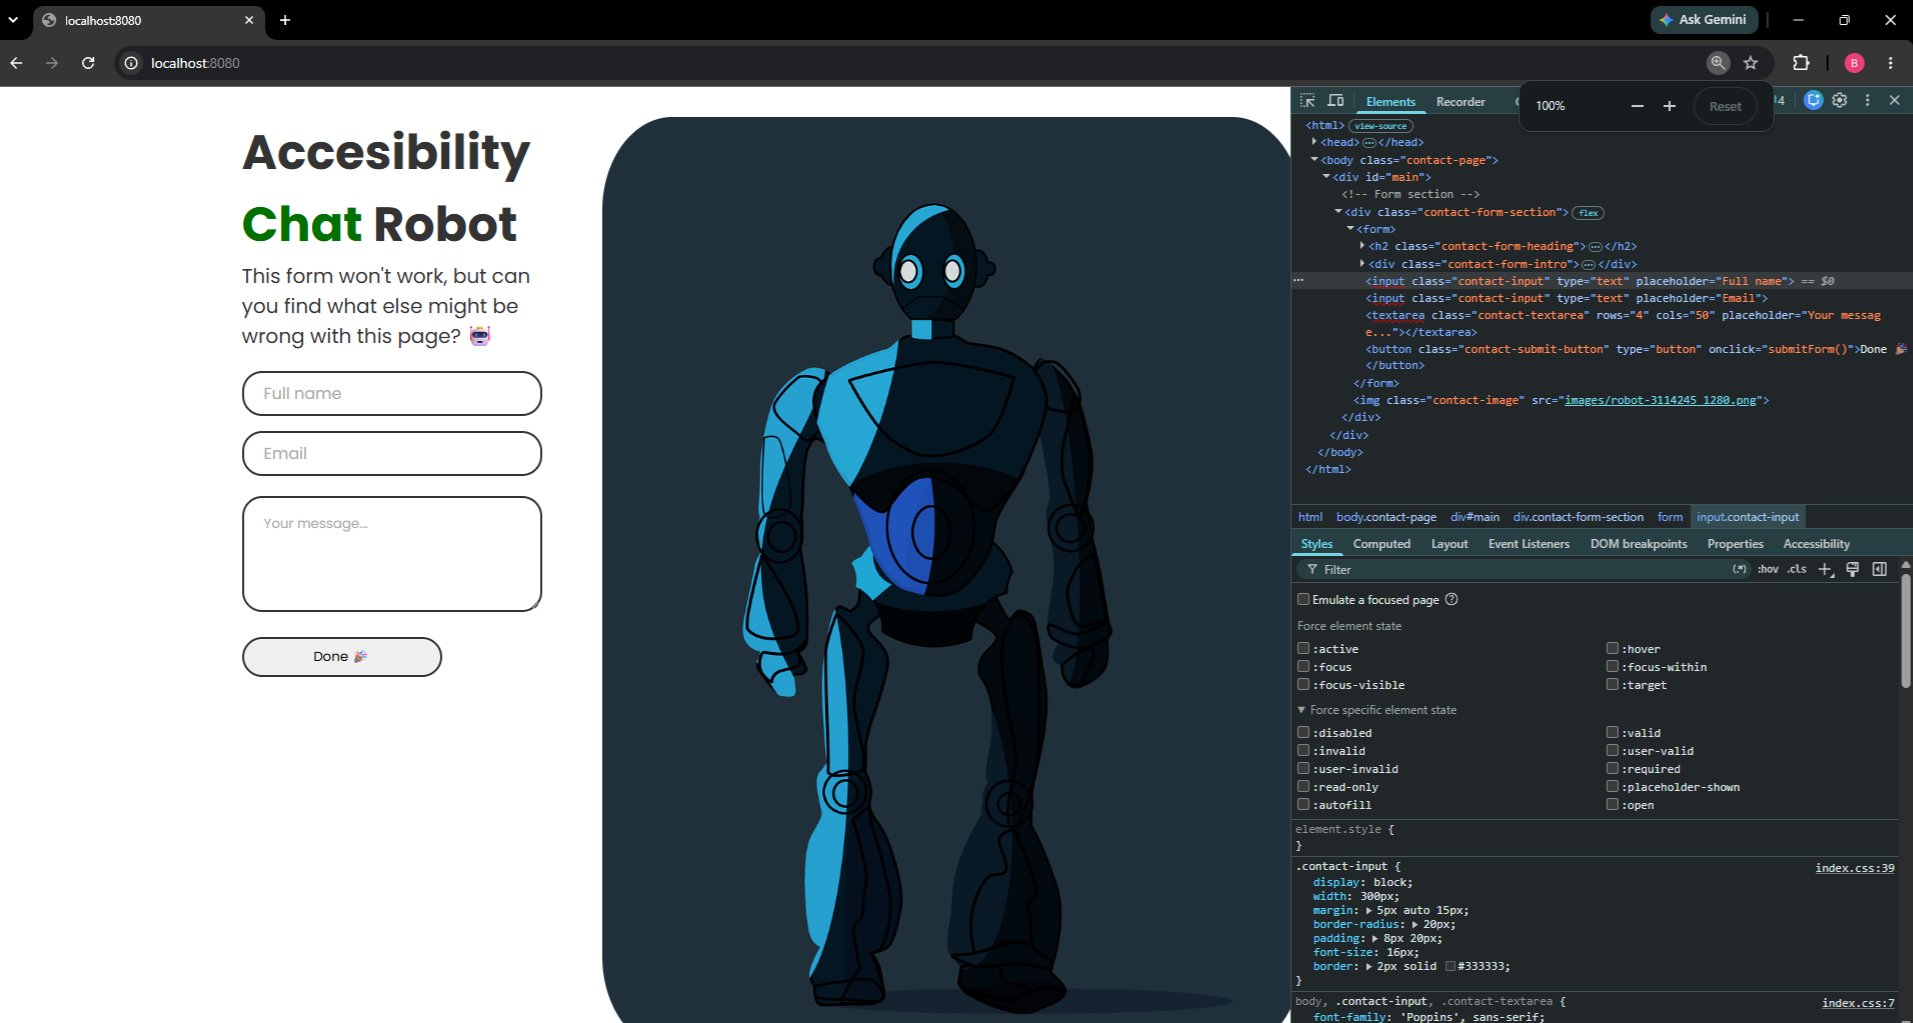 localhost:8080
Ask Gemini
localhost:8080
B
Accesibility
Chat Robot
This form won't work, but can
you find what else might be
wrong with this page? 🤖
Full name
Email
Your message...
Done 🎉
Elements Recorder
4
100%
Reset
<html> view-source
<head> ⋯ </head>
<body class="contact-page">
<div id="main">
<!-- Form section -->
<div class="contact-form-section"> flex
<form>
<h2 class="contact-form-heading"> ⋯ </h2>
<div class="contact-form-intro"> ⋯ </div>
<input class="contact-input" type="text" placeholder="Full name"> == $0
<input class="contact-input" type="text" placeholder="Email">
<textarea class="contact-textarea" rows="4" cols="50" placeholder="Your messag
e..."></textarea>
<button class="contact-submit-button" type="button" onclick="submitForm()">Done 🎉
</button>
</form>
<img class="contact-image" src="images/robot-3114245_1280.png">
</div>
</div>
</body>
</html>
html body.contact-page div#main div.contact-form-section form input.contact-input
Styles Computed Layout Event Listeners DOM breakpoints Properties Accessibility
Filter :hov .cls
Emulate a focused page
Force element state
:active :hover
:focus :focus-within
:focus-visible :target
Force specific element state
:disabled :valid
:invalid :user-valid
:user-invalid :required
:read-only :placeholder-shown
:autofill :open
element.style {
}
.contact-input { index.css:39
display: block;
width: 300px;
margin: 5px auto 15px;
border-radius: 20px;
padding: 8px 20px;
font-size: 16px;
border: 2px solid #333333;
}
body, .contact-input, .contact-textarea { index.css:7
font-family: 'Poppins', sans-serif;